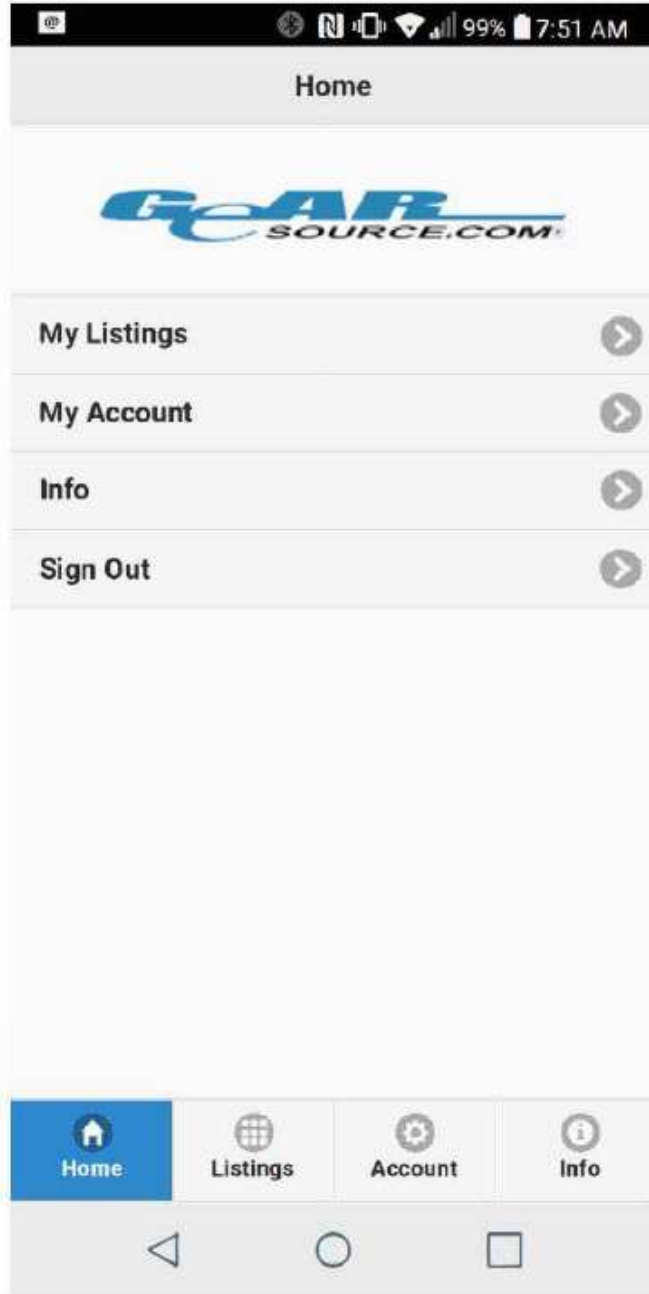 99% 7:51 AM
Home
GeAR
SOURCE.COM
My Listings
My Account
Info
Sign Out
Home Listings Account Info